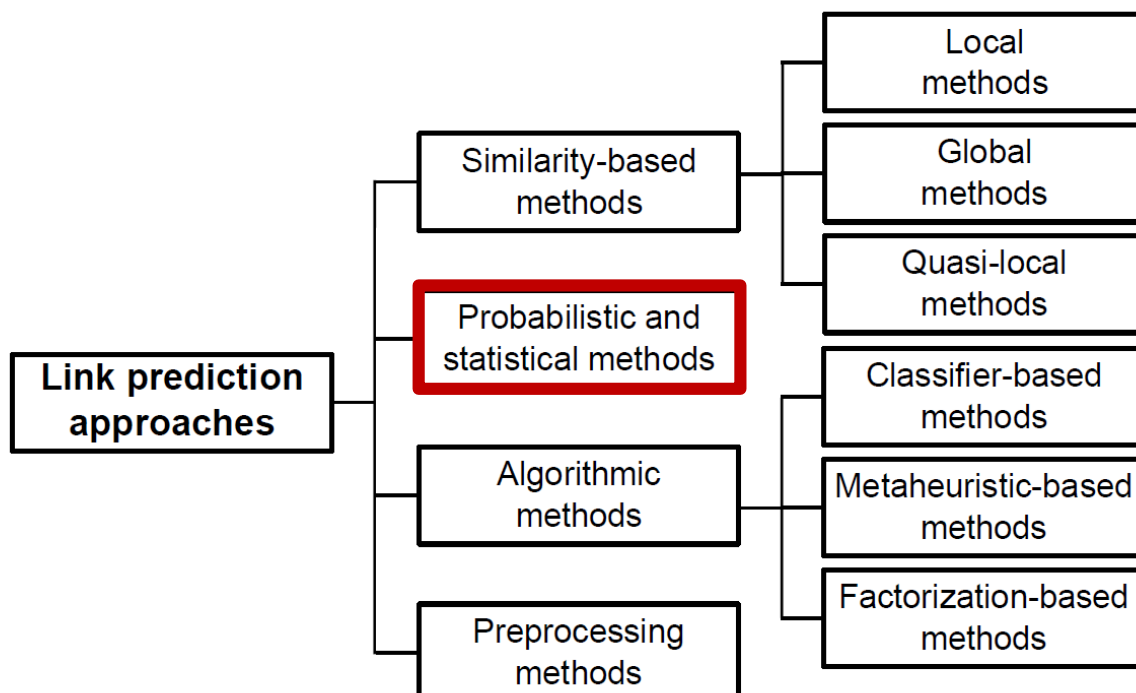 Link prediction
approaches
Similarity-based
methods
Probabilistic and
statistical methods
Algorithmic
methods
Preprocessing
methods
Local
methods
Global
methods
Quasi-local
methods
Classifier-based
methods
Metaheuristic-based
methods
Factorization-based
methods